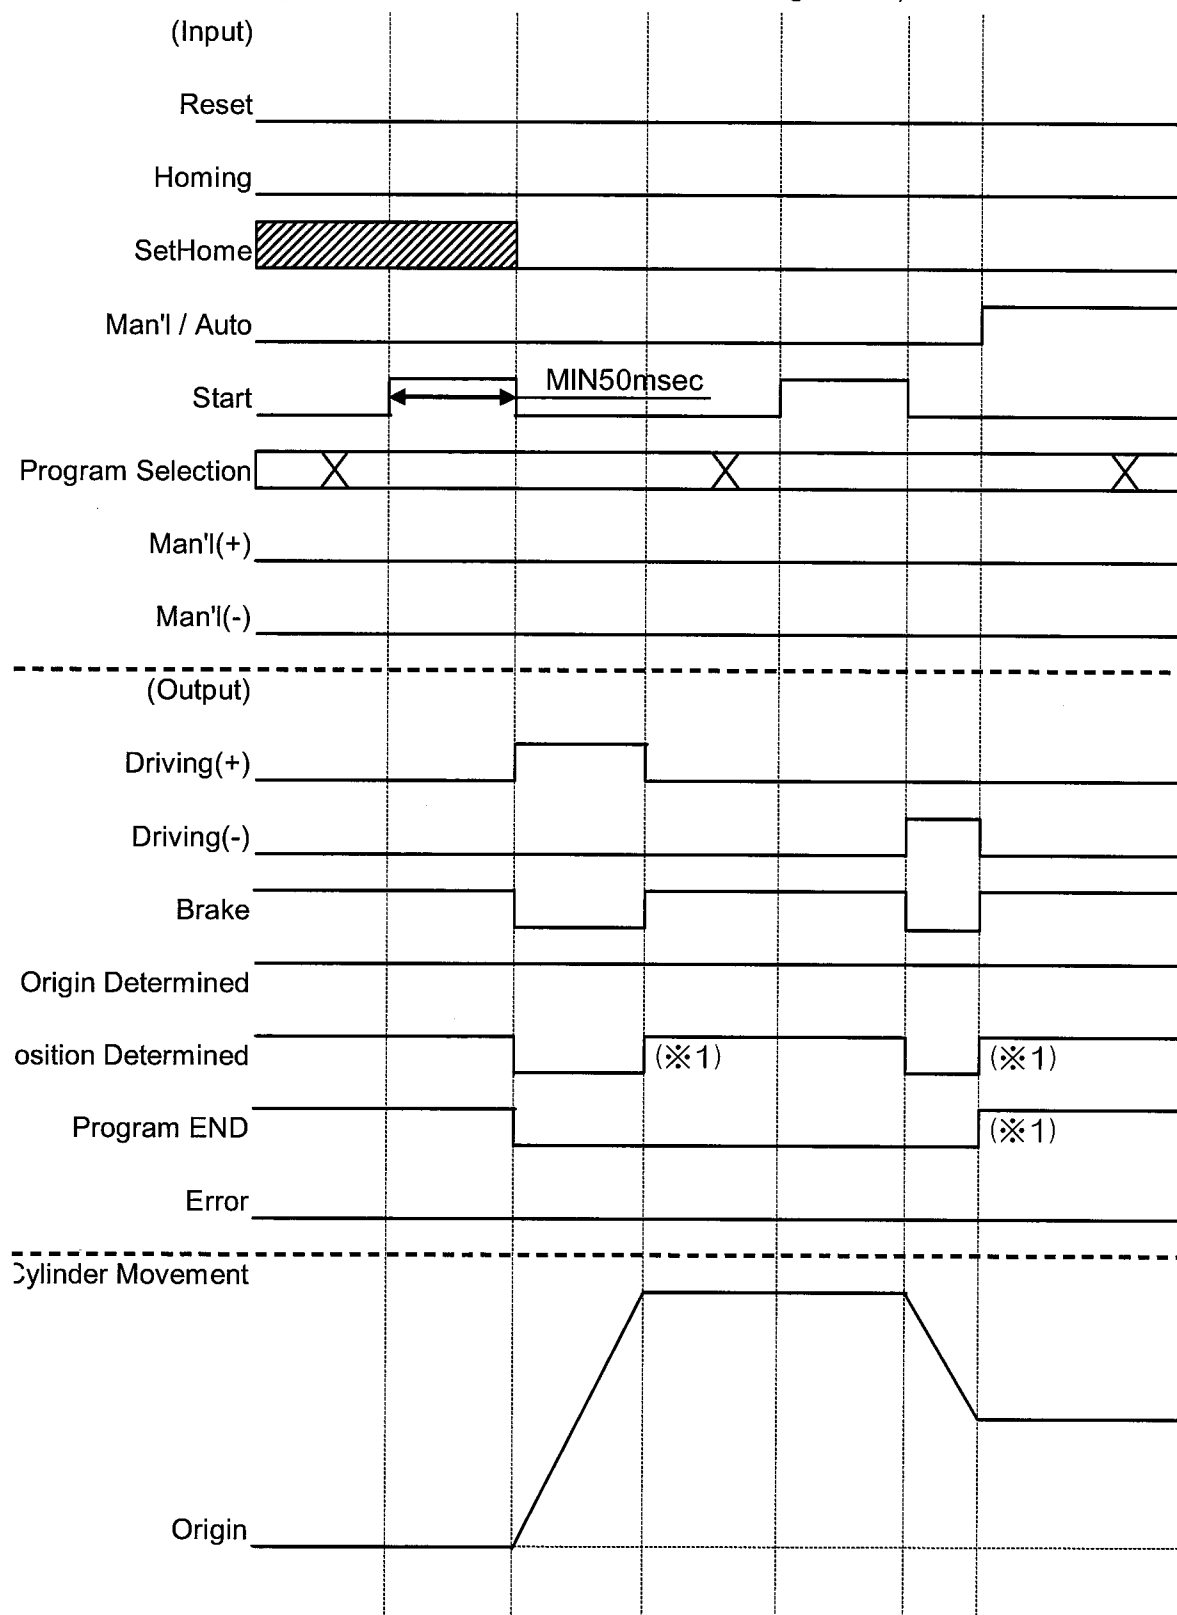 (Input)
Reset
Homing
SetHome
Man'l / Auto
Start
MIN50msec
Program Selection
Man'l(+)
Man'l(-)
(Output)
Driving(+)
Driving(-)
Brake
Origin Determined
osition Determined
(※1)
(※1)
Program END
(※1)
Error
Cylinder Movement
Origin